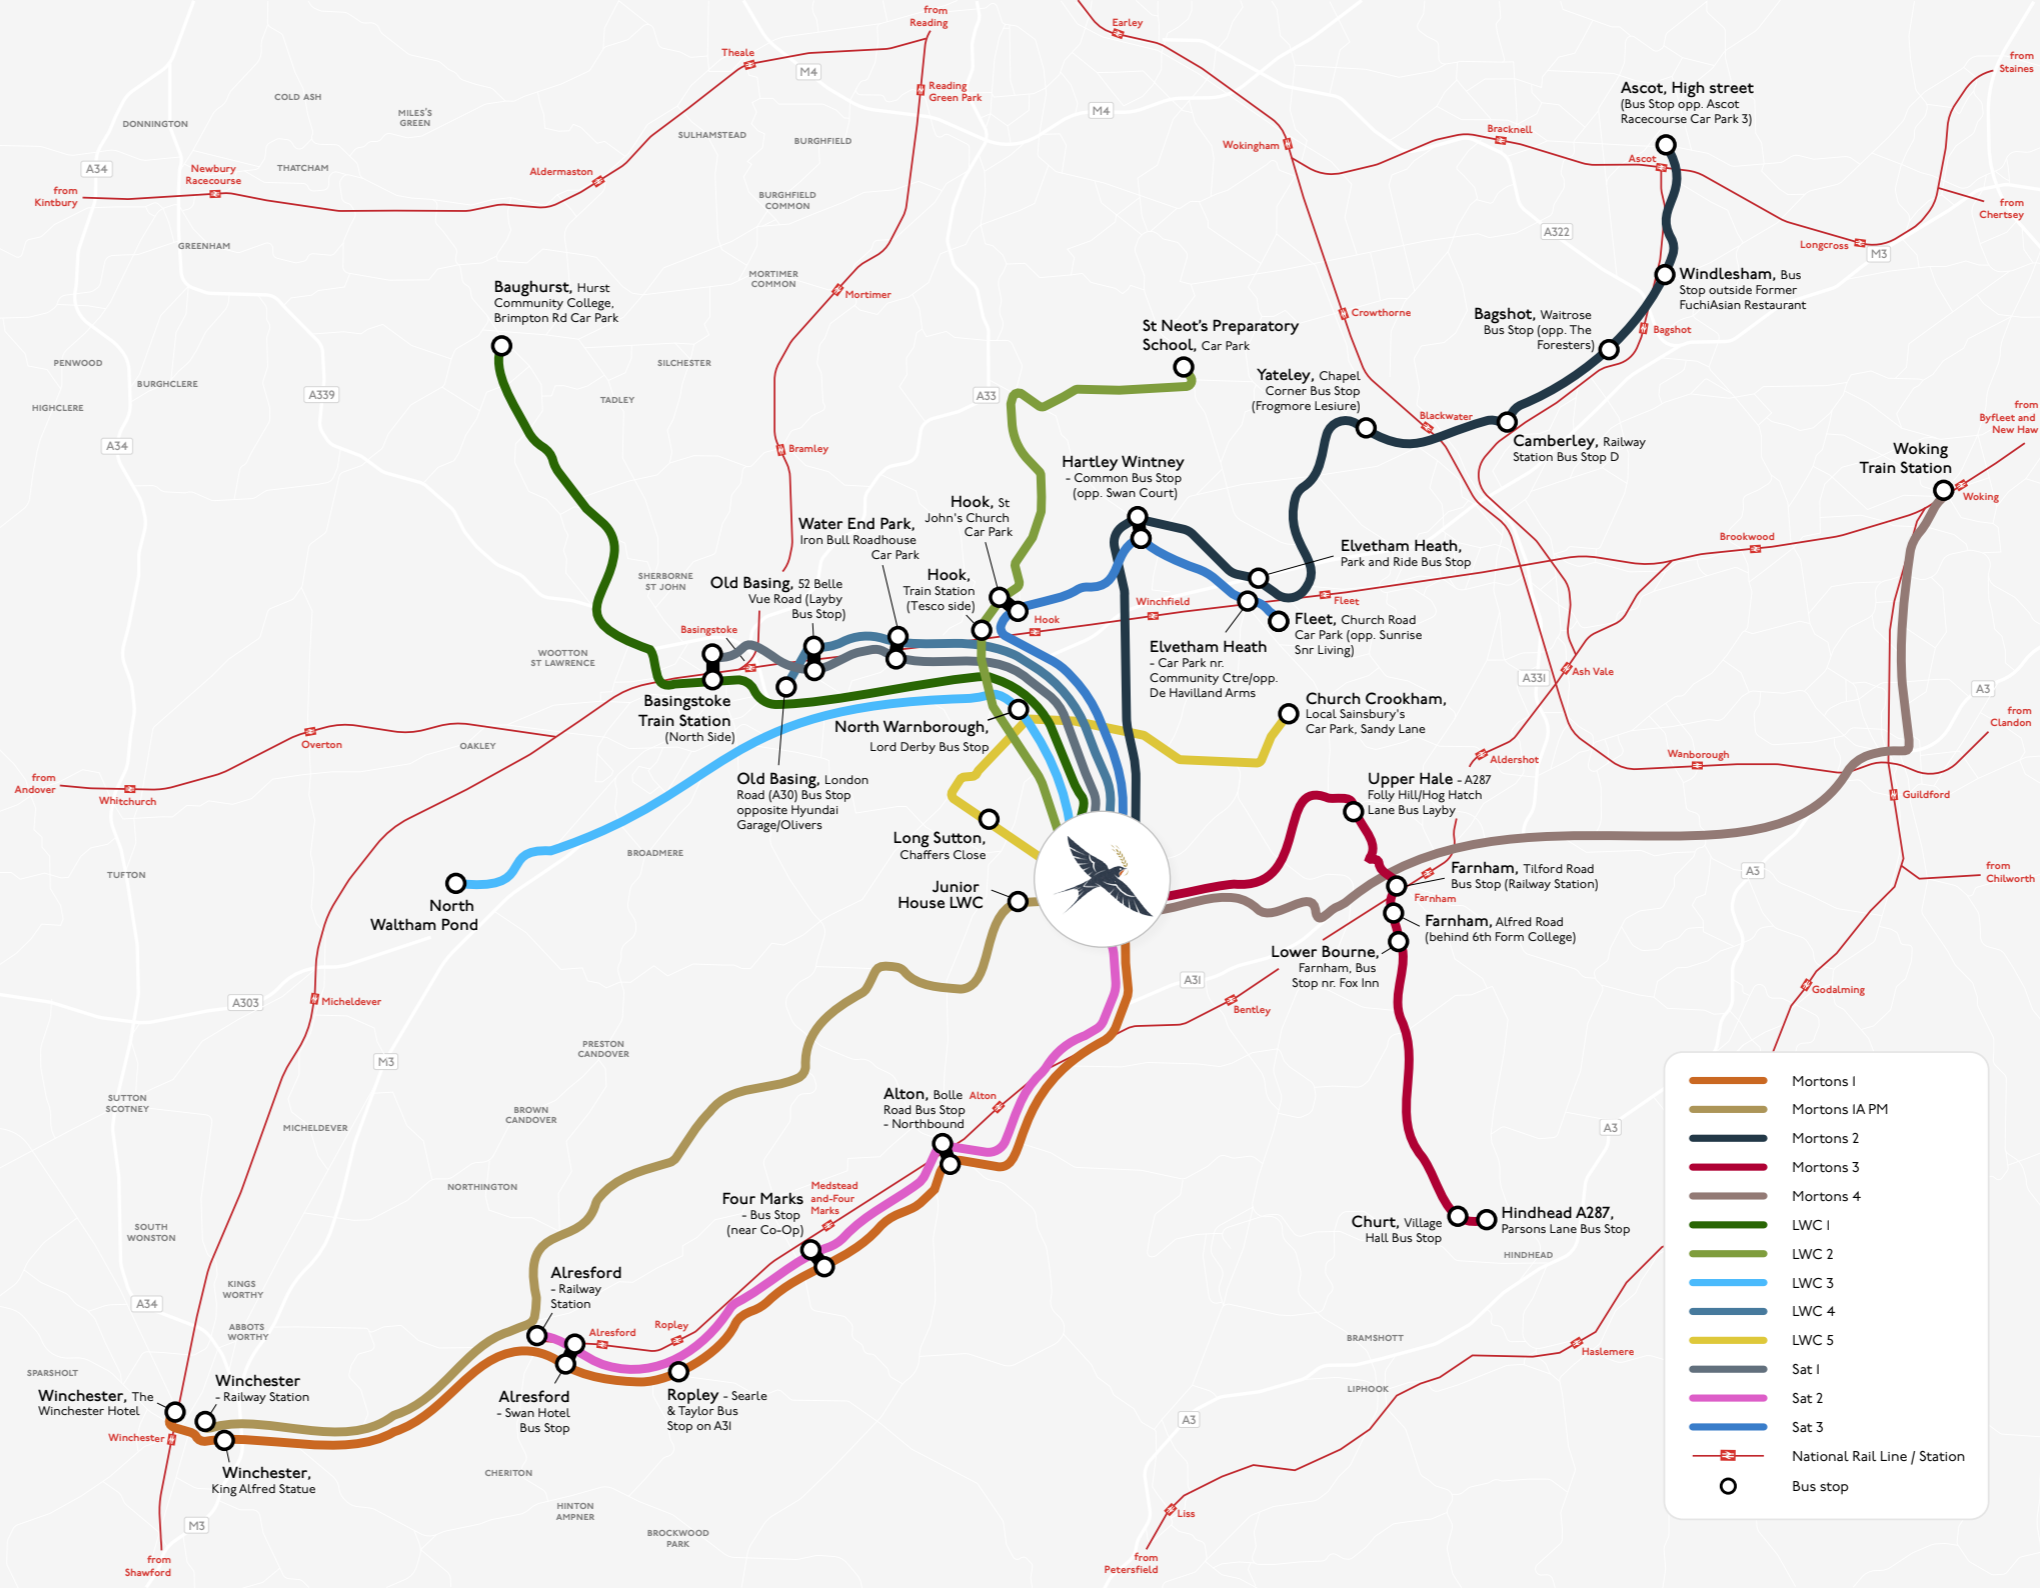 from
Reading
Earley
Theale
M4
Reading
Green Park
M4
from
Staines
Ascot, High street
(Bus Stop opp. Ascot
Racecourse Car Park 3)
COLD ASH
MILE'S
GREEN
DONNINGTON
SULHAMSTEAD
BURGHFIELD
Wokingham
Bracknell
Ascot
A34
Newbury
Racecourse
THATCHAM
Aldermaston
from
Kintbury
BURGHFIELD
COMMON
from
Chertsey
A322
Longcross
M3
GREENHAM
MORTIMER
COMMON
Mortimer
Windlesham, Bus
Stop outside Former
FuchiAsian Restaurant
Baughurst, Hurst
Community College,
Brimpton Rd Car Park
Crowthorne
Bagshot, Waitrose
Bus Stop (opp. The
Foresters)
Bagshot
St Neot's Preparatory
School, Car Park
PENWOOD
BURGHCLERE
HIGHCLERE
A339
SILCHESTER
TADLEY
A33
Yateley, Chapel
Corner Bus Stop
(Frogmore Lesiure)
Blackwater
from
Byfleet and
New Haw
A34
Bramley
Camberley, Railway
Station Bus Stop D
Woking
Train Station
Woking
Hartley Wintney
- Common Bus Stop
(opp. Swan Court)
Hook, St
John's Church
Car Park
Water End Park,
Iron Bull Roadhouse
Car Park
Brookwood
Elvetham Heath,
Park and Ride Bus Stop
SHERBORNE
ST JOHN
Old Basing, 52 Belle
Vue Road (Layby
Bus Stop)
Hook,
Train Station
(Tesco side)
Winchfield
Fleet
Hook
Basingstoke
Fleet, Church Road
Car Park (opp. Sunrise
Snr Living)
WOOTTON
ST LAWRENCE
Elvetham Heath
- Car Park nr.
Community Ctre/opp.
De Havilland Arms
A331
Ash Vale
A3
Basingstoke
Train Station
(North Side)
Church Crookham,
Local Sainsbury's
Car Park, Sandy Lane
from
Clandon
North Warnborough,
Lord Derby Bus Stop
Overton
OAKLEY
Aldershot
Wanborough
from
Andover
Whitchurch
Old Basing, London
Road (A30) Bus Stop
opposite Hyundai
Garage/Olivers
Upper Hale - A287
Folly Hill/Hog Hatch
Lane Bus Layby
Guildford
Long Sutton,
Chaffers Close
BROADMERE
TUFTON
North
Waltham Pond
Junior
House LWC
Farnham, Tilford Road
Bus Stop (Railway Station)
Farnham
A3
from
Chilworth
Farnham, Alfred Road
(behind 6th Form College)
Lower Bourne,
Farnham, Bus
Stop nr. Fox Inn
A31
Bentley
Godalming
A303
Micheldever
M3
PRESTON
CANDOVER
SUTTON
SCOTNEY
MICHELDEVER
BROWN
CANDOVER
Alton, Bolle
Road Bus Stop
- Northbound
Alton
A3
NORTHINGTON
Four Marks
- Bus Stop
(near Co-Op)
Medstead
and-Four
Marks
SOUTH
WONSTON
Churt, Village
Hall Bus Stop
Hindhead A287,
Parsons Lane Bus Stop
HINDHEAD
KINGS
WORTHY
A34
ABBOTS
WORTHY
Alresford
- Railway
Station
Alresford
Ropley
BRAMSHOTT
Haslemere
SPARSHOLT
Winchester, The
Winchester Hotel
Winchester
- Railway Station
Winchester
Alresford
- Swan Hotel
Bus Stop
Ropley - Searle
& Taylor Bus
Stop on A31
LIPHOOK
A3
Winchester,
King Alfred Statue
CHERITON
HINTON
AMPNER
BROCKWOOD
PARK
M3
from
Shawford
Liss
from
Petersfield
Mortons 1
Mortons 1A PM
Mortons 2
Mortons 3
Mortons 4
LWC 1
LWC 2
LWC 3
LWC 4
LWC 5
Sat 1
Sat 2
Sat 3
National Rail Line / Station
Bus stop